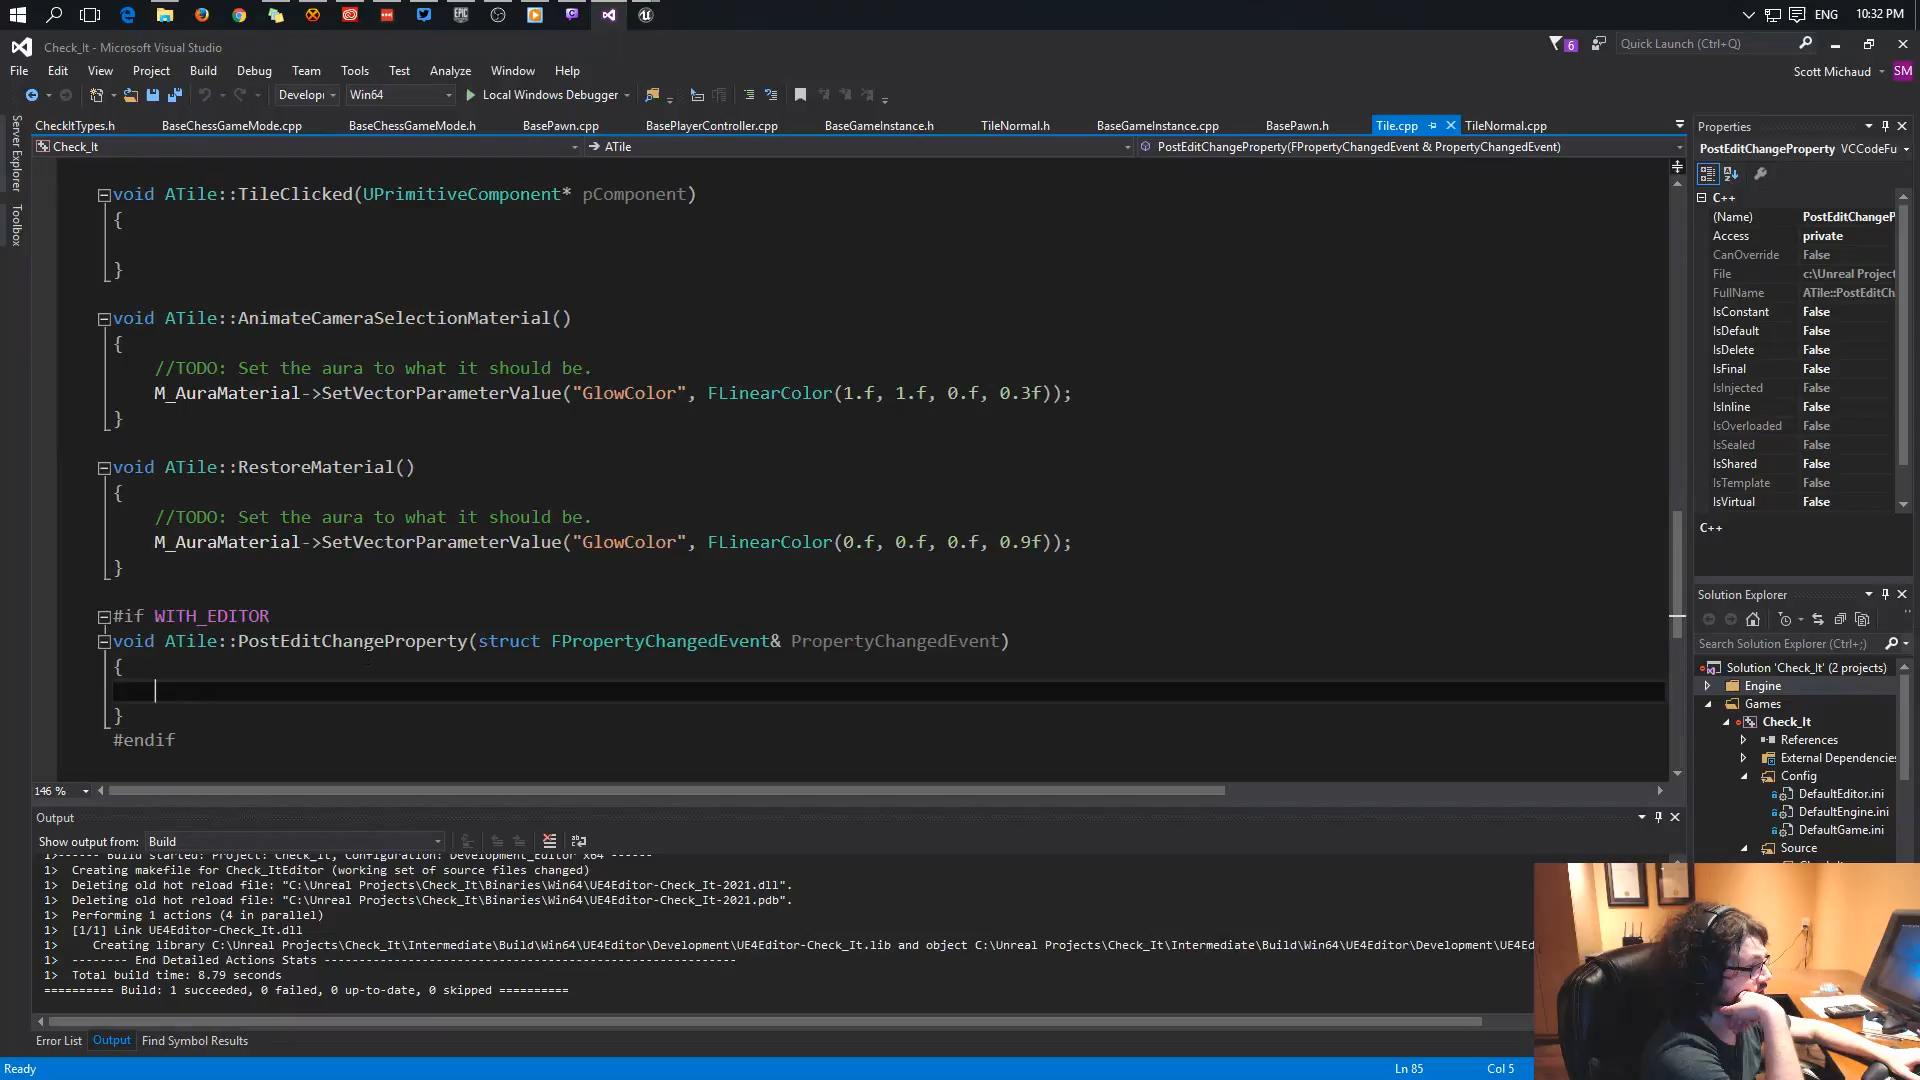 ENG
10:32 PM
Check_It - Microsoft Visual Studio
6
Quick Launch (Ctrl+Q)
File Edit View Project Build Debug Team Tools Test Analyze Window Help
Scott Michaud
SM
Develop
Win64
Local Windows Debugger
CheckItTypes.h BaseChessGameMode.cpp BaseChessGameMode.h BasePawn.cpp BasePlayerController.cpp BaseGameInstance.h TileNormal.h BaseGameInstance.cpp BasePawn.h Tile.cpp TileNormal.cpp
Check_It
ATile
PostEditChangeProperty(FPropertyChangedEvent & PropertyChangedEvent)
Server Explorer
Toolbox
void ATile::TileClicked(UPrimitiveComponent* pComponent)
{
}
void ATile::AnimateCameraSelectionMaterial()
{
//TODO: Set the aura to what it should be.
M_AuraMaterial->SetVectorParameterValue("GlowColor", FLinearColor(1.f, 1.f, 0.f, 0.3f));
}
void ATile::RestoreMaterial()
{
//TODO: Set the aura to what it should be.
M_AuraMaterial->SetVectorParameterValue("GlowColor", FLinearColor(0.f, 0.f, 0.f, 0.9f));
}
#if WITH_EDITOR
void ATile::PostEditChangeProperty(struct FPropertyChangedEvent& PropertyChangedEvent)
{
}
#endif
146 %
Output
Show output from: Build
1>------ Build started: Project: Check_It, Configuration: Development_Editor x64 ------
1> Creating makefile for Check_ItEditor (working set of source files changed)
1> Deleting old hot reload file: "C:\Unreal Projects\Check_It\Binaries\Win64\UE4Editor-Check_It-2021.dll".
1> Deleting old hot reload file: "C:\Unreal Projects\Check_It\Binaries\Win64\UE4Editor-Check_It-2021.pdb".
1> Performing 1 actions (4 in parallel)
1> [1/1] Link UE4Editor-Check_It.dll
1> Creating library C:\Unreal Projects\Check_It\Intermediate\Build\Win64\UE4Editor\Development\UE4Editor-Check_It.lib and object C:\Unreal Projects\Check_It\Intermediate\Build\Win64\UE4Editor\Development\UE4Ed
1> -------- End Detailed Actions Stats -----------------------------------------------------------
1> Total build time: 8.79 seconds
========== Build: 1 succeeded, 0 failed, 0 up-to-date, 0 skipped ==========
Error List Output Find Symbol Results
Ready
Ln 85
Col 5
Properties
PostEditChangeProperty VCCodeFu
C++
(Name) PostEditChangeP
Access private
CanOverride False
File c:\Unreal Project
FullName ATile::PostEditCh
IsConstant False
IsDefault False
IsDelete False
IsFinal False
IsInjected False
IsInline False
IsOverloaded False
IsSealed False
IsShared False
IsTemplate False
IsVirtual False
C++
Solution Explorer
Search Solution Explorer (Ctrl+;)
Solution 'Check_It' (2 projects)
Engine
Games
Check_It
References
External Dependencies
Config
DefaultEditor.ini
DefaultEngine.ini
DefaultGame.ini
Source